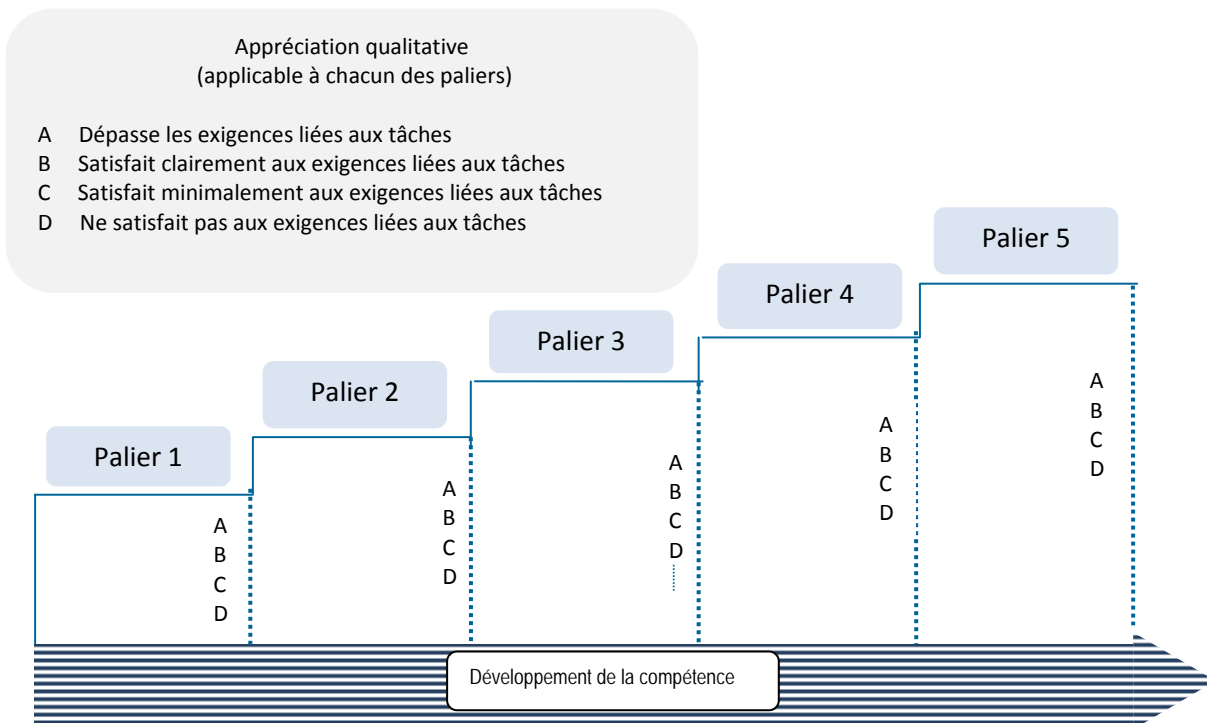 Appréciation qualitative
(applicable à chacun des paliers)
A Dépasse les exigences liées aux tâches
B Satisfait clairement aux exigences liées aux tâches
C Satisfait minimalement aux exigences liées aux tâches
D Ne satisfait pas aux exigences liées aux tâches
Palier 1
A
B
C
D
Palier 2
A
B
C
D
Palier 3
A
B
C
D
Palier 4
A
B
C
D
Palier 5
A
B
C
D
Développement de la compétence